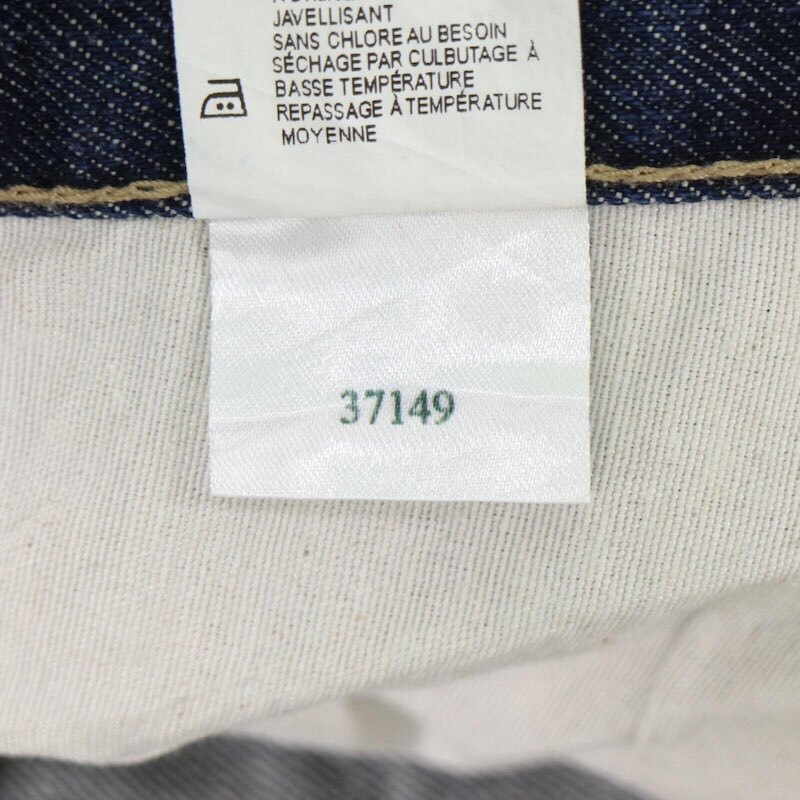 JAVELLISANT
SANS CHLORE AU BESOIN
SÉCHAGE PAR CULBUTAGE À
BASSE TEMPÉRATURE
REPASSAGE À TEMPÉRATURE
MOYENNE
37149